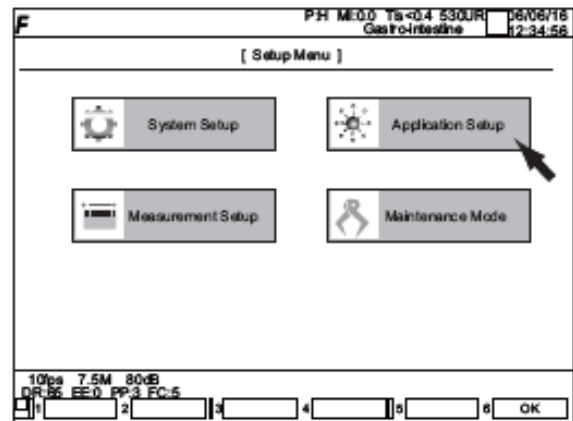 F
P:H MI:0.0 TIs<0.4 530UR 06/06/16
Gastro-intestine 12:34:56
[ Setup Menu ]
System Setup
Application Setup
Measurement Setup
Maintenance Mode
10fps 7.5M 80dB
DR:65 EE:0 PP:3 FC:5
1 2 3 4 5 6 OK